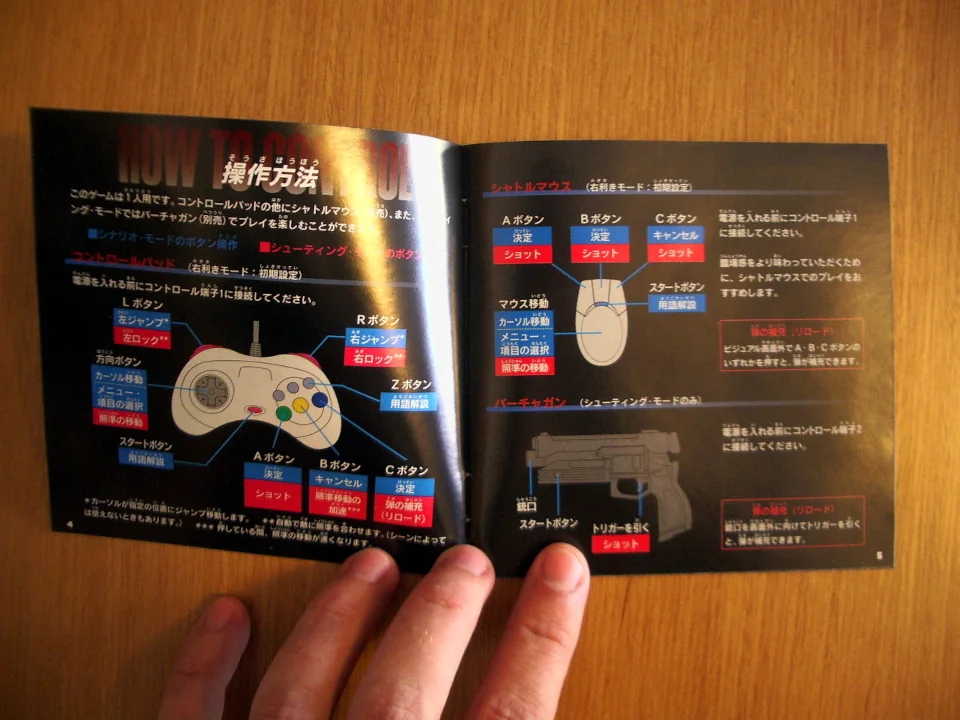 HOW TO CONTROL
そうさほうほう
操作方法
このゲームは1人用です。コントロールパッドの他にシャトルマウス 売)、また、
ング・モードではバーチャガン(別売)でプレイを楽しむことができ
■シナリオ・モードのボタン操作
■シューティング・ のボタン
コントロールパッド (右利きモード:初期設定)
電源を入れる前にコントロール端子1に接続してください。
Lボタン
左ジャンプ*
左ロック**
Rボタン
右ジャンプ*
右ロック**
方向ボタン
カーソル移動
メニュー・
項目の選択
照準の移動
Zボタン
用語解説
スタートボタン
用語解説
Aボタン
決定
ショット
Bボタン
キャンセル
照準移動の
加速***
Cボタン
決定
弾の補充
(リロード)
*カーソルが指定の位置にジャンプ移動します。 **自動で敵に照準を合わせます。(シーンによって
は使えないときもあります。) ***押している間、照準の移動が速くなります
4
シャトルマウス (右利きモード:初期設定)
Aボタン
決定
ショット
Bボタン
決定
ショット
Cボタン
キャンセル
ショット
電源を入れる前にコントロール端子1
に接続してください。
臨場感をより味わっていただくため
に、シャトルマウスでのプレイをお
すすめします。
スタートボタン
用語解説
マウス移動
カーソル移動
メニュー・
項目の選択
照準の移動
弾の補充(リロード)
ビジュアル画面外でA・B・Cボタンの
いずれかを押すと、弾が補充できます。
バーチャガン (シューティング・モードのみ)
電源を入れる前にコントロール端子2
に接続してください。
銃口
スタートボタン
トリガーを引く
ショット
弾の補充(リロード)
銃口を画面外に向けてトリガーを引く
と、弾が補充できます。
5